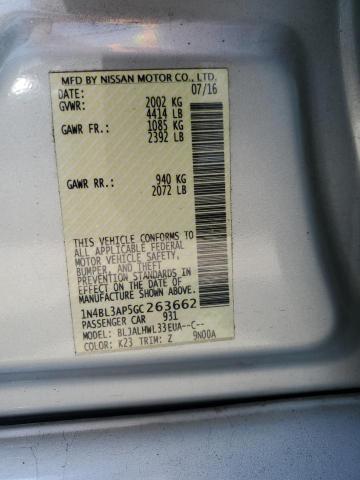 MFD BY NISSAN MOTOR CO., LTD.
DATE: 07/16
GVWR: 2002 KG
4414 LB
GAWR FR.: 1085 KG
2392 LB
GAWR RR.: 940 KG
2072 LB
THIS VEHICLE CONFORMS TO
ALL APPLICABLE FEDERAL
MOTOR VEHICLE SAFETY,
BUMPER, AND THEFT
PREVENTION STANDARDS IN
EFFECT ON THE DATE OF
MANUFACTURE SHOWN ABOVE.
1N4BL3AP5GC263662
PASSENGER CAR 931
MODEL: BLJALHWL33EUA--C--
COLOR: K23 TRIM: Z 9N00A